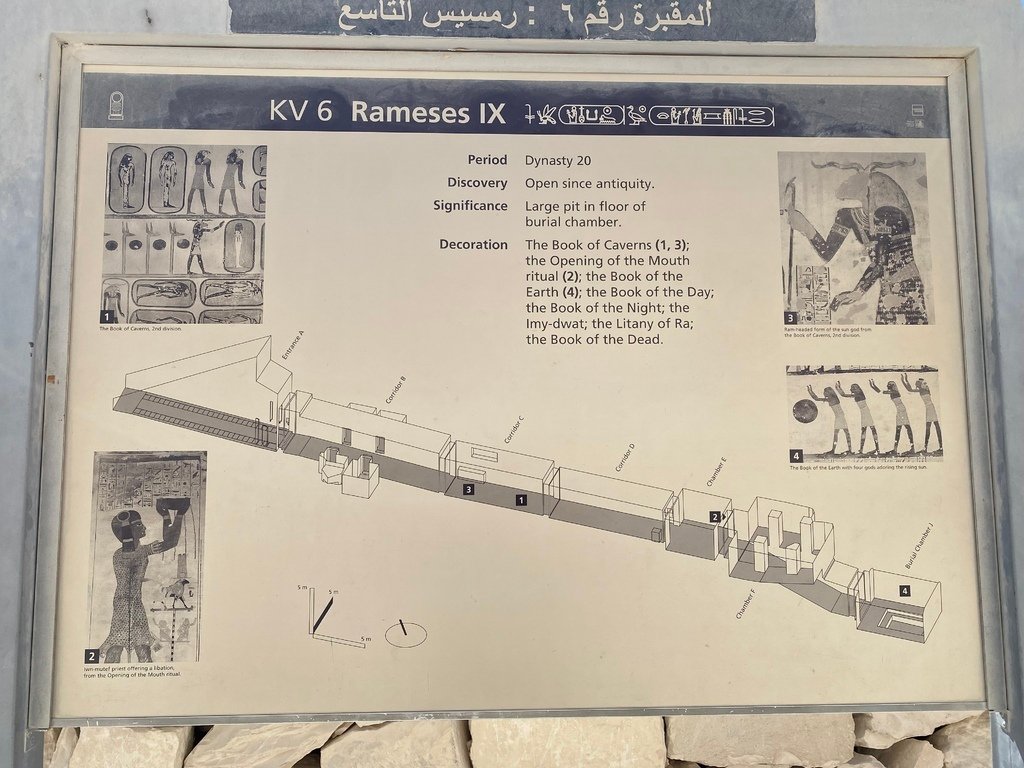 المقبرة رقم ٦ : رمسيس التاسع
KV 6 Rameses IX
Period Dynasty 20
Discovery Open since antiquity.
Significance Large pit in floor of
burial chamber.
Decoration The Book of Caverns (1, 3);
the Opening of the Mouth
ritual (2); the Book of the
Earth (4); the Book of the Day;
the Book of the Night; the
Imy-dwat; the Litany of Ra;
the Book of the Dead.
1
The Book of Caverns, 2nd division.
3
Ram-headed form of the sun god from
the Book of Caverns, 2nd division.
4
The Book of the Earth with four gods adoring the rising sun.
2
Iwn-mutef priest offering a libation,
from the Opening of the Mouth ritual.
Entrance A
Corridor B
Corridor C
Corridor D
Chamber E
Chamber F
Burial Chamber J
3
1
2
4
5 m
5 m
5 m